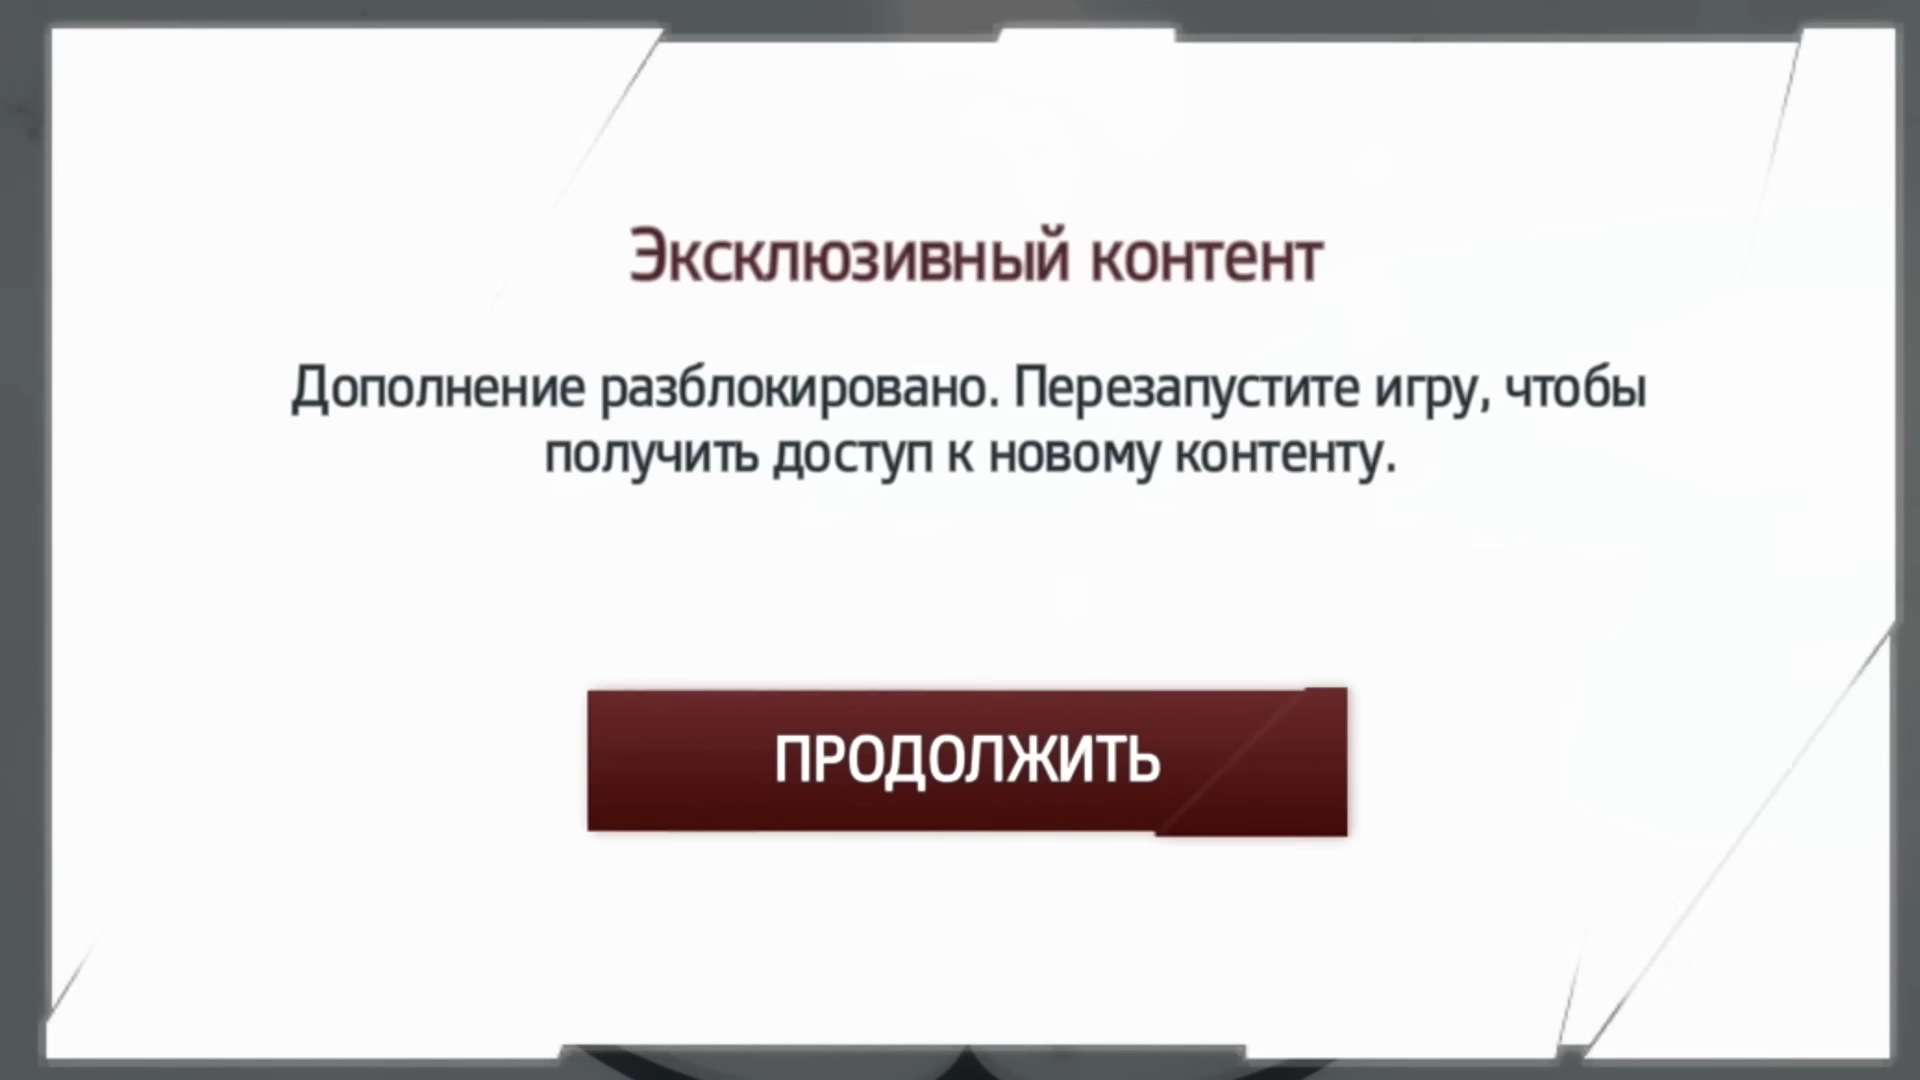 Эксклюзивный контент
Дополнение разблокировано. Перезапустите игру, чтобы
получить доступ к новому контенту.
ПРОДОЛЖИТЬ